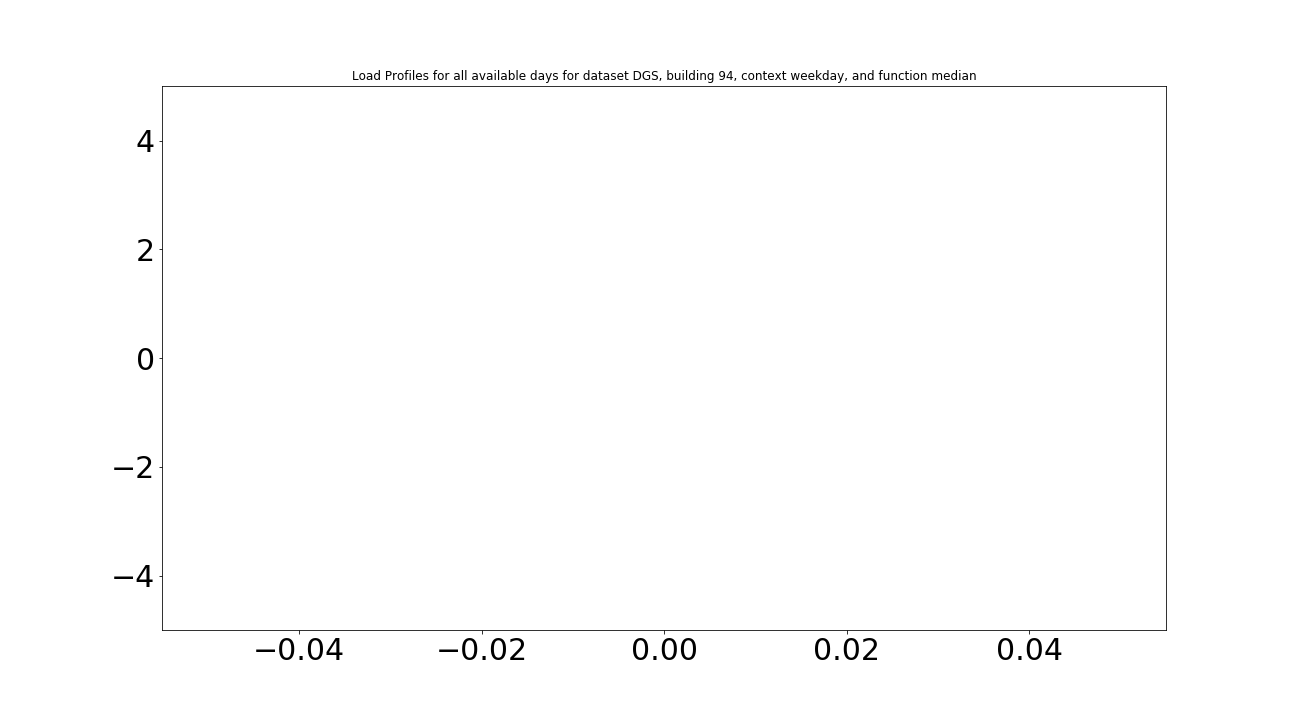 Load Profiles for all available days for dataset DGS, building 94, context weekday, and function median
4
2
0
−2
−4
−0.04 −0.02 0.00 0.02 0.04